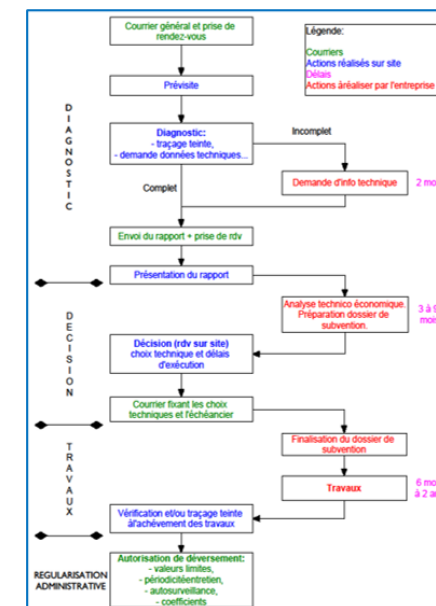 Courrier général et prise de
rendez-vous
Légende:
Courriers
Actions réalisés sur site
Délais
Actions àréaliser par l'entreprise
Prévisite
DIAGNOSTIC
Diagnostic:
- traçage teinte,
- demande données techniques...
Incomplet
Complet
Demande d'info technique
2 mo
Envoi du rapport + prise de rdv
Présentation du rapport
Analyse technico économique.
Préparation dossier de
subvention.
3 à 9
mois
DECISION
Décision (rdv sur site)
choix technique et délais
d'exécution
Courrier fixant les choix
techniques et l'échéancier
Finalisation du dossier de
subvention
TRAVAUX
Travaux
6 mo
à 2 a
Vérification et/ou traçage teinte
àl'achèvement des travaux
REGULARISATION
ADMINISTRATIVE
Autorisation de déversement:
- valeurs limites,
- périodicitéentretien,
- autosurveillance,
- coefficients